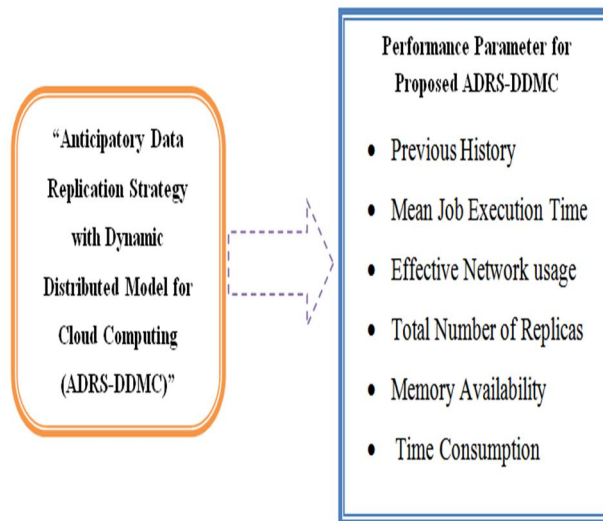 “Anticipatory Data
Replication Strategy
with Dynamic
Distributed Model for
Cloud Computing
(ADRS-DDMC)”
Performance Parameter for
Proposed ADRS-DDMC
• Previous History
• Mean Job Execution Time
• Effective Network usage
• Total Number of Replicas
• Memory Availability
• Time Consumption